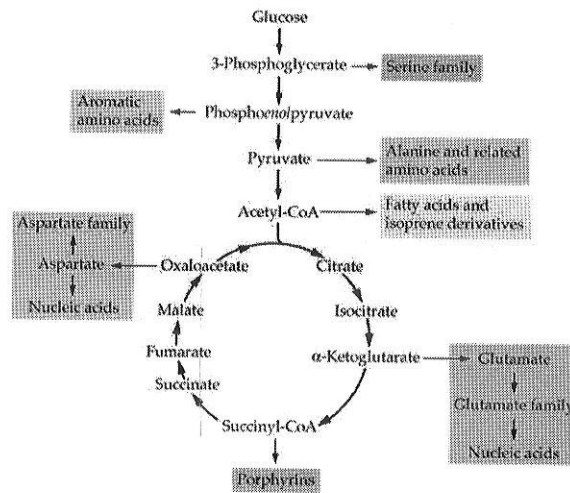 Glucose
3-Phosphoglycerate
Serine family
Aromatic
amino acids
Phosphoenolpyruvate
Pyruvate
Alanine and related
amino acids
Acetyl-CoA
Fatty acids and
isoprene derivatives
Aspartate family
Aspartate
Nucleic acids
Oxaloacetate
Citrate
Malate
Isocitrate
Fumarate
α-Ketoglutarate
Glutamate
Succinate
Glutamate family
Succinyl-CoA
Nucleic acids
Porphyrins